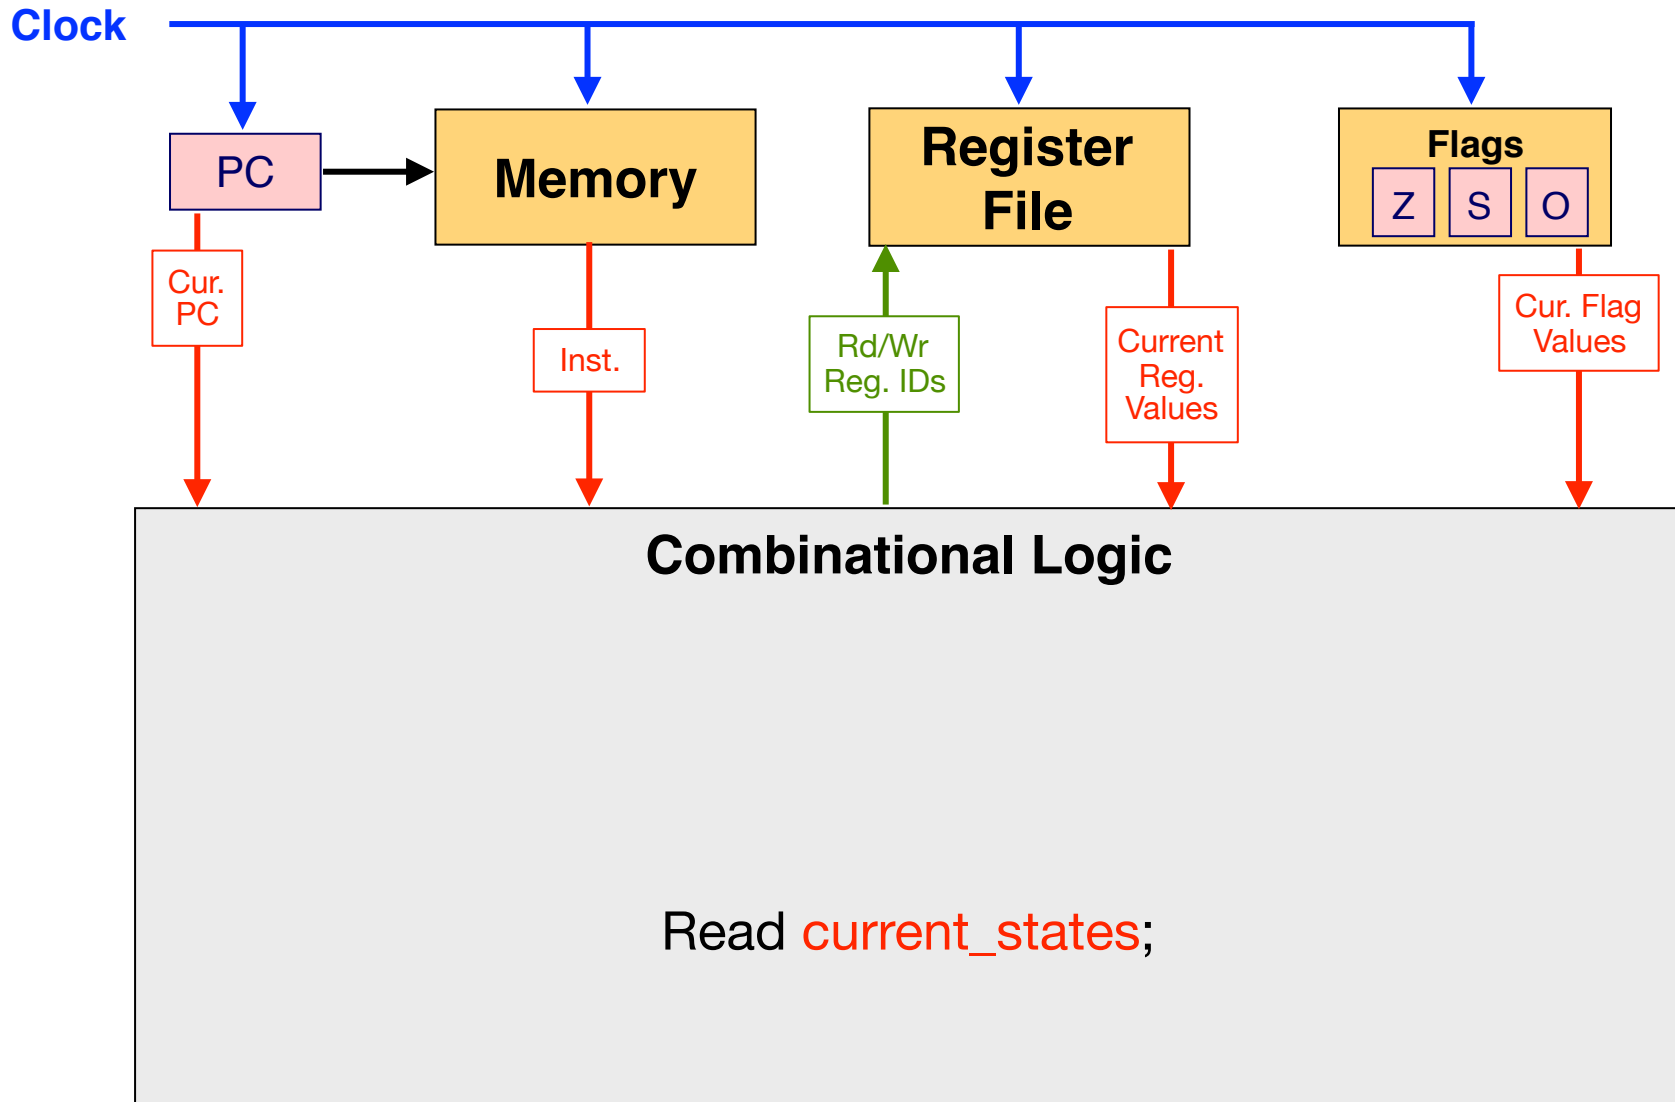 Clock
PC
Memory
Register
File
Flags
Z S O
Cur.
PC
Inst.
Rd/Wr
Reg. IDs
Current
Reg.
Values
Cur. Flag
Values
Combinational Logic
Read current_states;